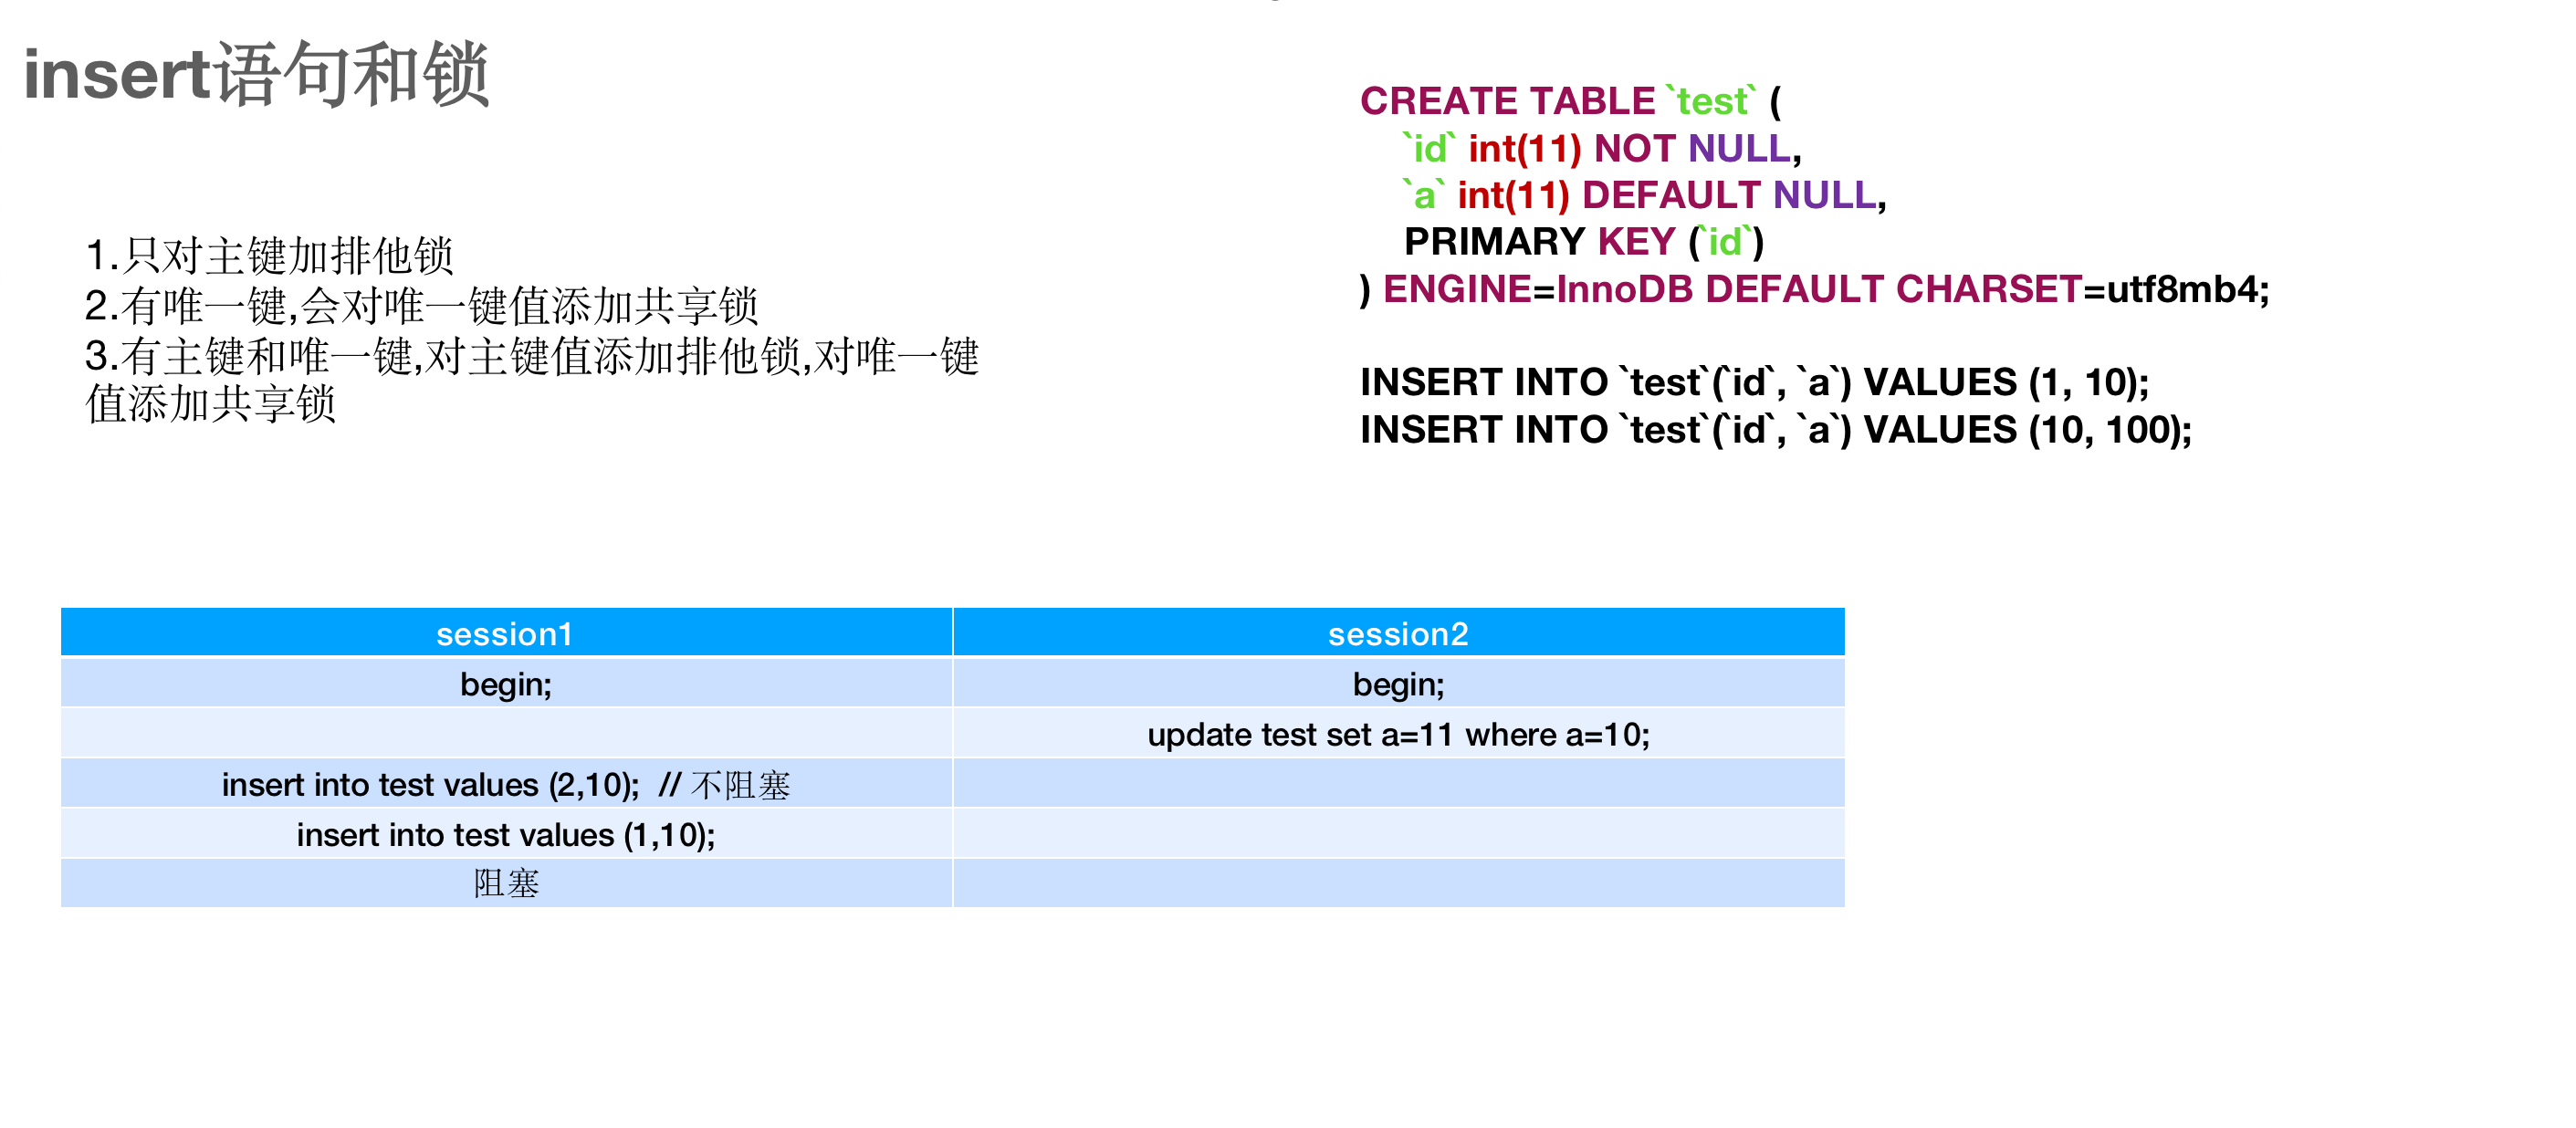 insert语句和锁
1.只对主键加排他锁
2.有唯一键,会对唯一键值添加共享锁
3.有主键和唯一键,对主键值添加排他锁,对唯一键
值添加共享锁
CREATE TABLE `test` (
`id` int(11) NOT NULL,
`a` int(11) DEFAULT NULL,
PRIMARY KEY (`id`)
) ENGINE=InnoDB DEFAULT CHARSET=utf8mb4;
INSERT INTO `test`(`id`, `a`) VALUES (1, 10);
INSERT INTO `test`(`id`, `a`) VALUES (10, 100);
session1 session2
begin; begin;
update test set a=11 where a=10;
insert into test values (2,10); // 不阻塞
insert into test values (1,10);
阻塞